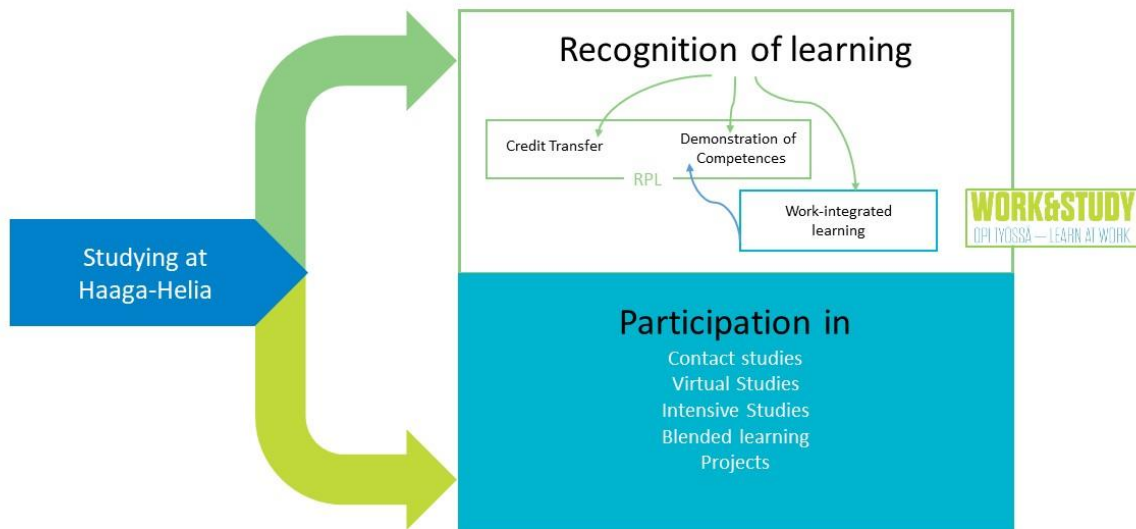 Recognition of learning
Credit Transfer
Demonstration of
Competences
RPL
Work-integrated
learning
WORK&STUDY
OPI TYÖSSÄ — LEARN AT WORK
Studying at
Haaga-Helia
Participation in
Contact studies
Virtual Studies
Intensive Studies
Blended learning
Projects